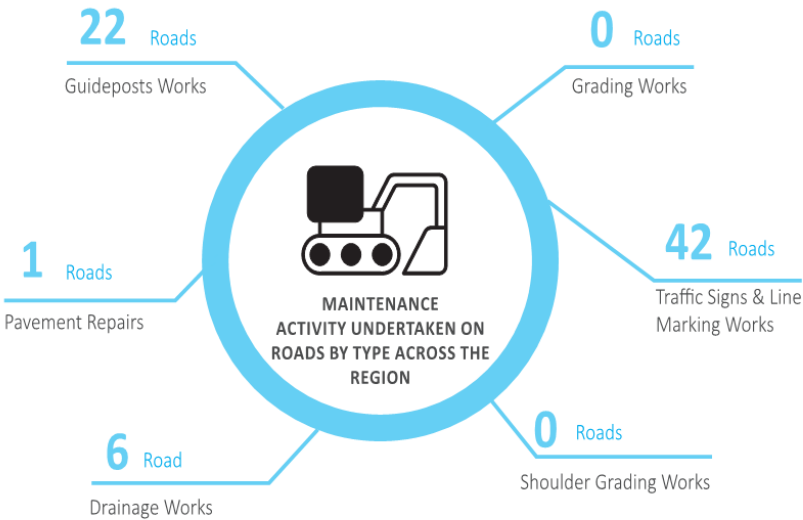 22 Roads
Guideposts Works
0 Roads
Grading Works
1 Roads
Pavement Repairs
42 Roads
Traffic Signs & Line
Marking Works
MAINTENANCE
ACTIVITY UNDERTAKEN ON
ROADS BY TYPE ACROSS THE
REGION
6 Road
Drainage Works
0 Roads
Shoulder Grading Works